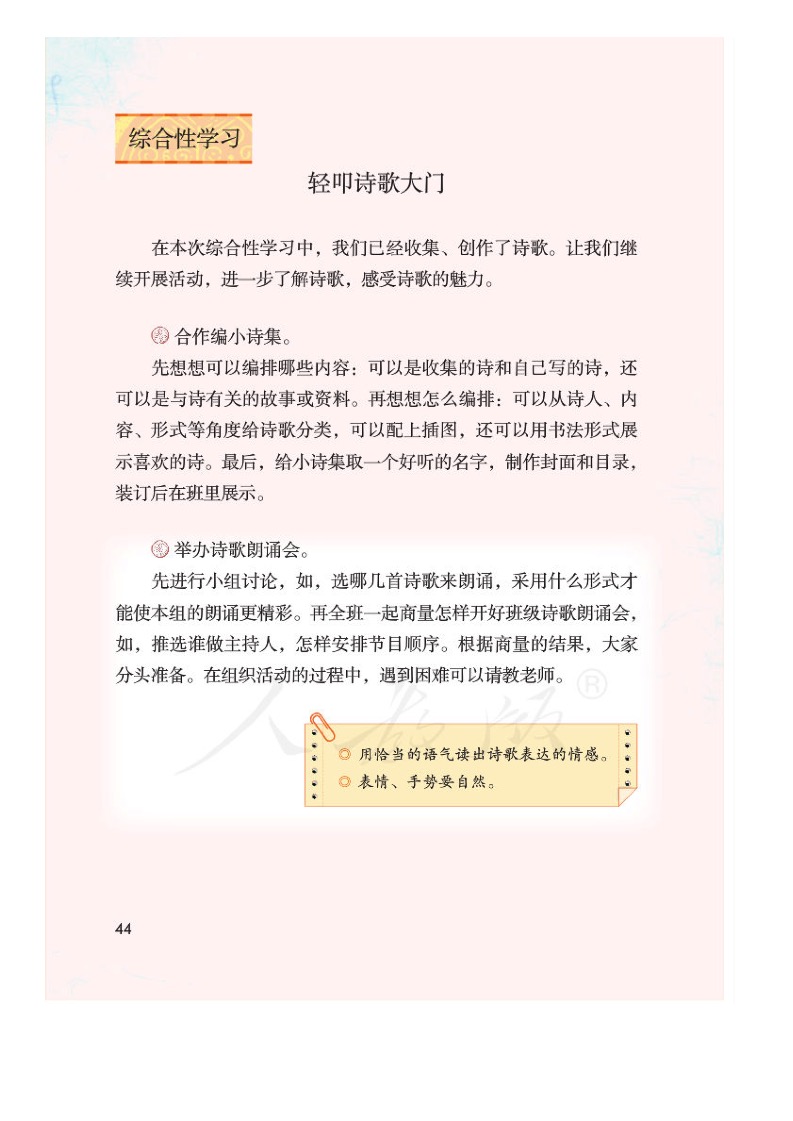 综合性学习
轻叩诗歌大门
在本次综合性学习中，我们已经收集、创作了诗歌。让我们继
续开展活动，进一步了解诗歌，感受诗歌的魅力。
合作编小诗集。
先想想可以编排哪些内容：可以是收集的诗和自己写的诗，还
可以是与诗有关的故事或资料。再想想怎么编排：可以从诗人、内
容、形式等角度给诗歌分类，可以配上插图，还可以用书法形式展
示喜欢的诗。最后，给小诗集取一个好听的名字，制作封面和目录，
装订后在班里展示。
举办诗歌朗诵会。
先进行小组讨论，如，选哪几首诗歌来朗诵，采用什么形式才
能使本组的朗诵更精彩。再全班一起商量怎样开好班级诗歌朗诵会，
如，推选谁做主持人，怎样安排节目顺序。根据商量的结果，大家
分头准备。在组织活动的过程中，遇到困难可以请教老师。
人教版®
◎ 用恰当的语气读出诗歌表达的情感。
◎ 表情、手势要自然。
44